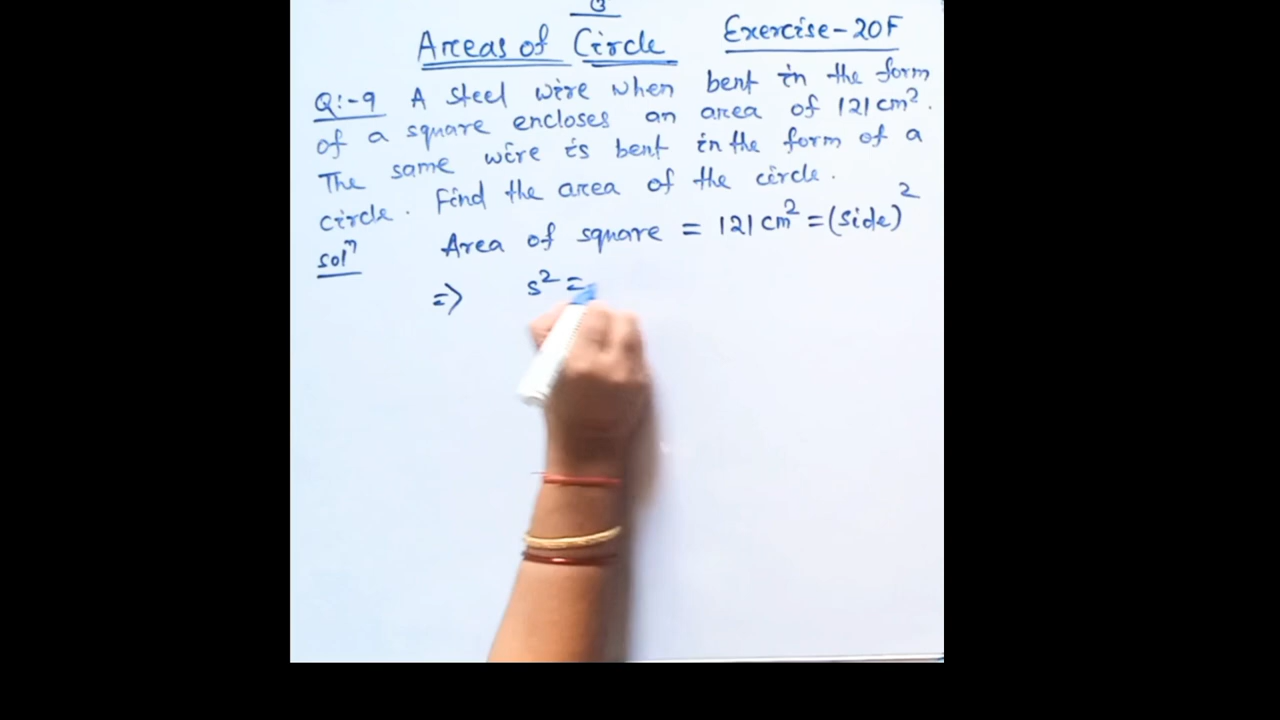 3
Areas of Circle Exercise-20F
Q:-9 A steel wire when bent in the form
of a square encloses an area of 121 cm².
The same wire is bent in the form of a
circle. Find the area of the circle.
solⁿ Area of square = 121 cm² = (side)²
=> s² =